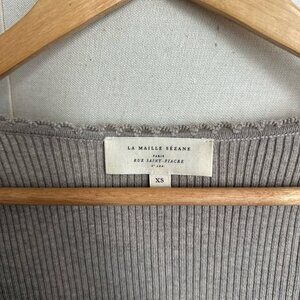 LA MAILLE SÉZANE
PARIS
RUE SAINT-FIACRE
XS